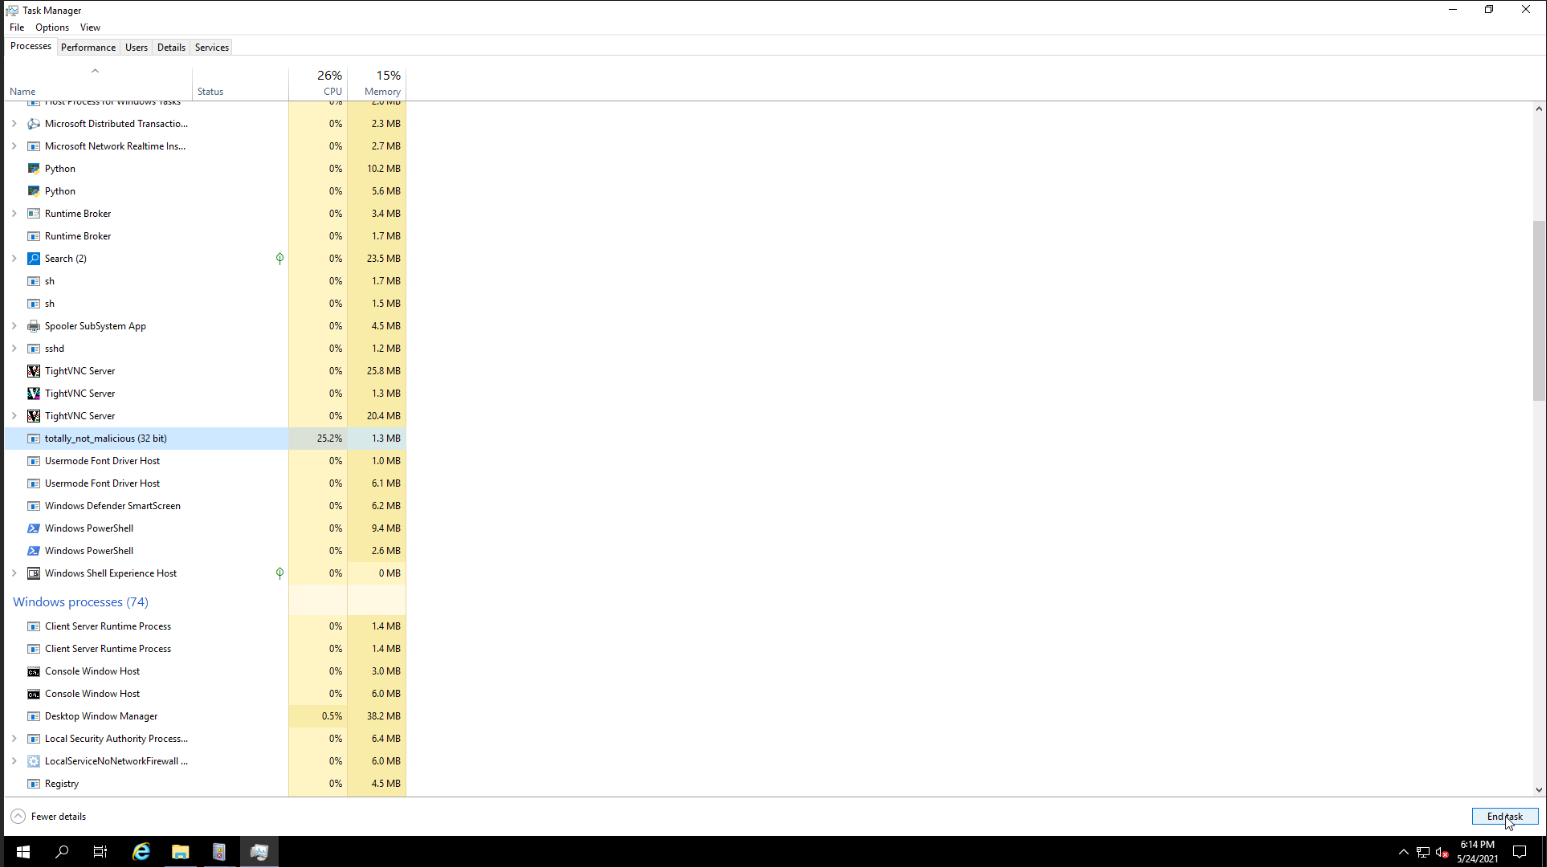 Task Manager
File Options View
Processes Performance Users Details Services
26% 15%
Name Status CPU Memory
Host Process for Windows Tasks 0% 2.0 MB
Microsoft Distributed Transactio... 0% 2.3 MB
Microsoft Network Realtime Ins... 0% 2.7 MB
Python 0% 10.2 MB
Python 0% 5.6 MB
Runtime Broker 0% 3.4 MB
Runtime Broker 0% 1.7 MB
Search (2) 0% 23.5 MB
sh 0% 1.7 MB
sh 0% 1.5 MB
Spooler SubSystem App 0% 4.5 MB
sshd 0% 1.2 MB
TightVNC Server 0% 25.8 MB
TightVNC Server 0% 1.3 MB
TightVNC Server 0% 20.4 MB
totally_not_malicious (32 bit) 25.2% 1.3 MB
Usermode Font Driver Host 0% 1.0 MB
Usermode Font Driver Host 0% 6.1 MB
Windows Defender SmartScreen 0% 6.2 MB
Windows PowerShell 0% 9.4 MB
Windows PowerShell 0% 2.6 MB
Windows Shell Experience Host 0% 0 MB
Windows processes (74)
Client Server Runtime Process 0% 1.4 MB
Client Server Runtime Process 0% 1.4 MB
Console Window Host 0% 3.0 MB
Console Window Host 0% 6.0 MB
Desktop Window Manager 0.5% 38.2 MB
Local Security Authority Process... 0% 6.4 MB
LocalServiceNoNetworkFirewall ... 0% 6.0 MB
Registry 0% 4.5 MB
Fewer details End task
6:14 PM
5/24/2021